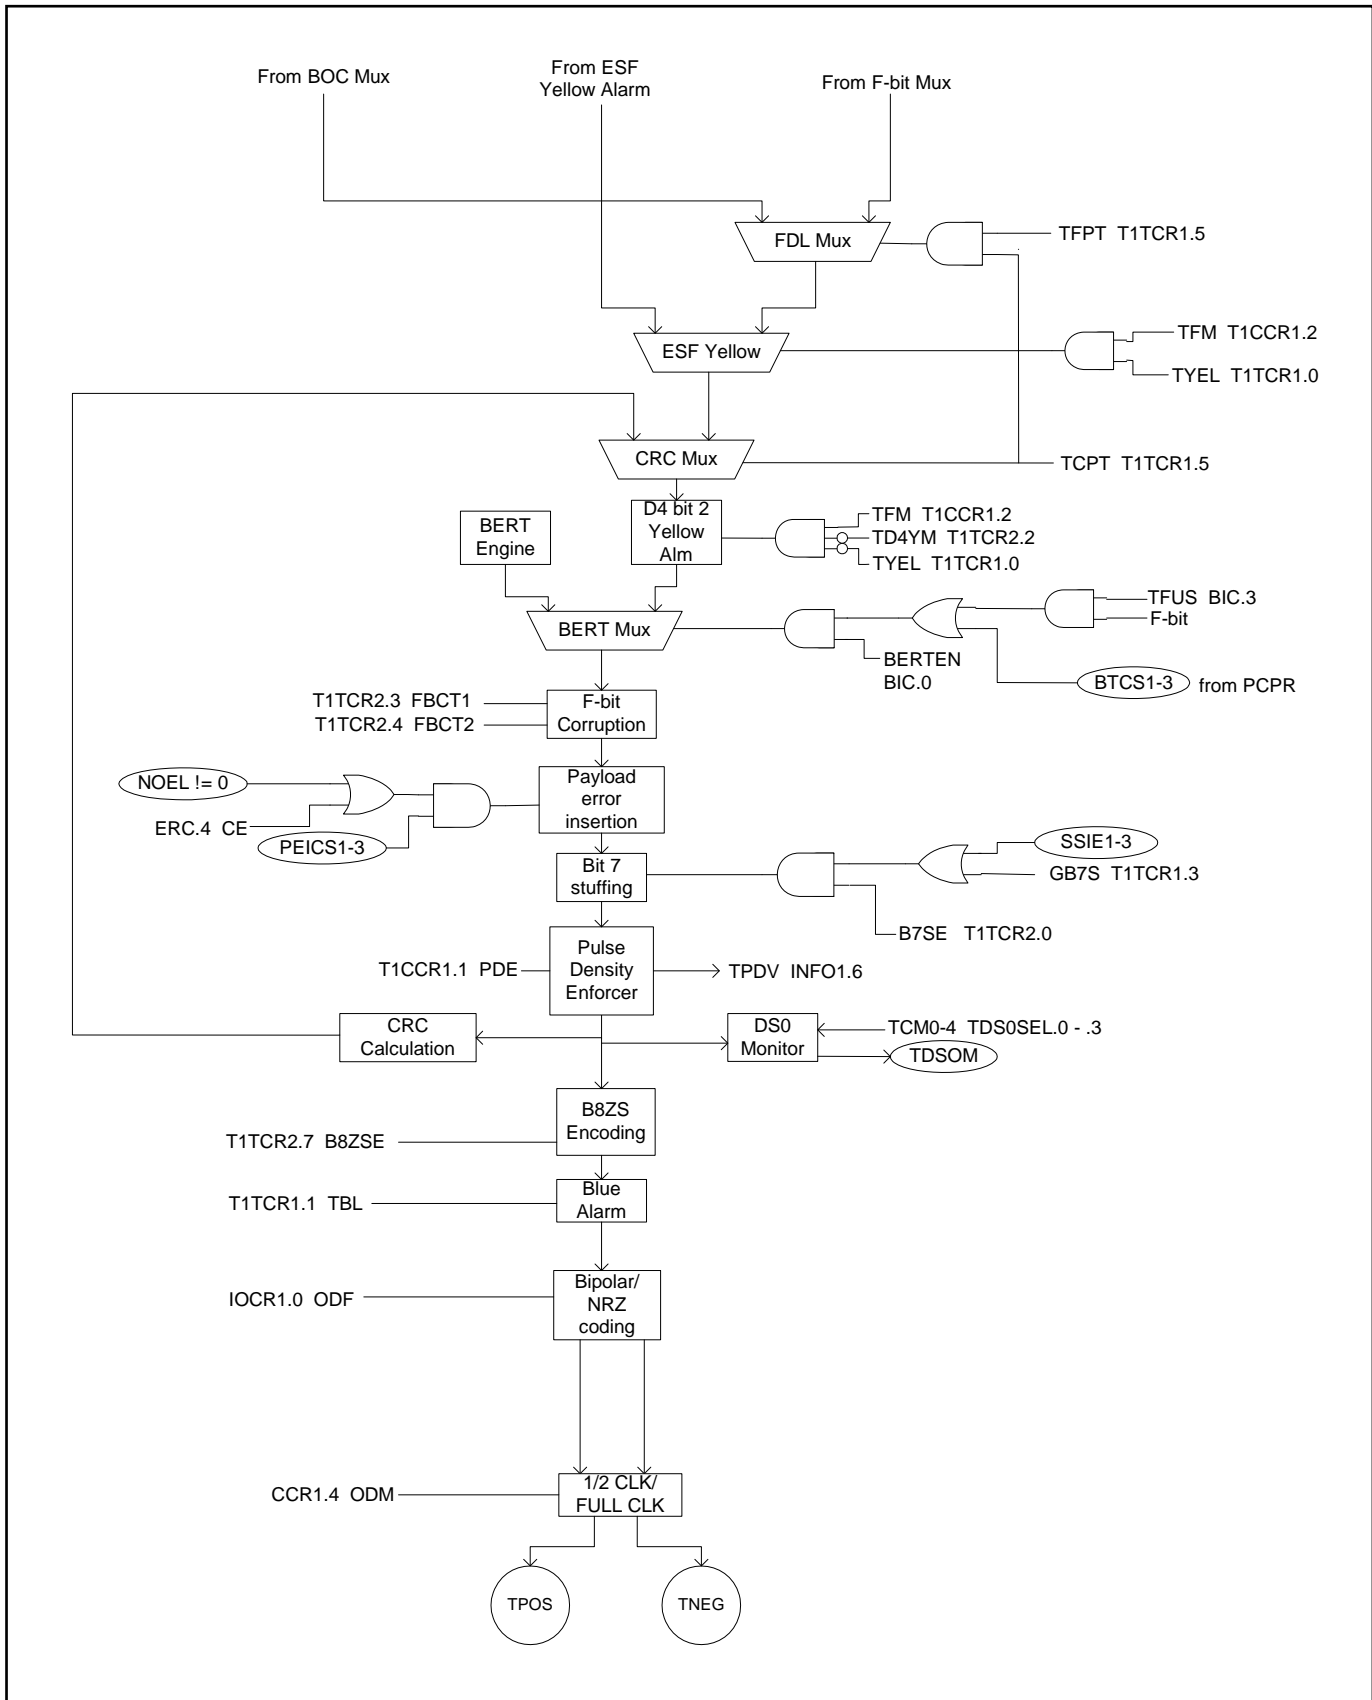 From BOC Mux
From ESF
Yellow Alarm
From F-bit Mux
FDL Mux
TFPT T1TCR1.5
ESF Yellow
TFM T1CCR1.2
TYEL T1TCR1.0
CRC Mux
TCPT T1TCR1.5
BERT
Engine
D4 bit 2
Yellow
Alm
TFM T1CCR1.2
TD4YM T1TCR2.2
TYEL T1TCR1.0
BERT Mux
TFUS BIC.3
F-bit
BERTEN
BIC.0
BTCS1-3
from PCPR
T1TCR2.3 FBCT1
T1TCR2.4 FBCT2
F-bit
Corruption
NOEL != 0
ERC.4 CE
PEICS1-3
Payload
error
insertion
Bit 7
stuffing
SSIE1-3
GB7S T1TCR1.3
B7SE T1TCR2.0
T1CCR1.1 PDE
Pulse
Density
Enforcer
TPDV INFO1.6
CRC
Calculation
DS0
Monitor
TCM0-4 TDS0SEL.0 - .3
TDSOM
B8ZS
Encoding
T1TCR2.7 B8ZSE
Blue
Alarm
T1TCR1.1 TBL
Bipolar/
NRZ
coding
IOCR1.0 ODF
1/2 CLK/
FULL CLK
CCR1.4 ODM
TPOS
TNEG